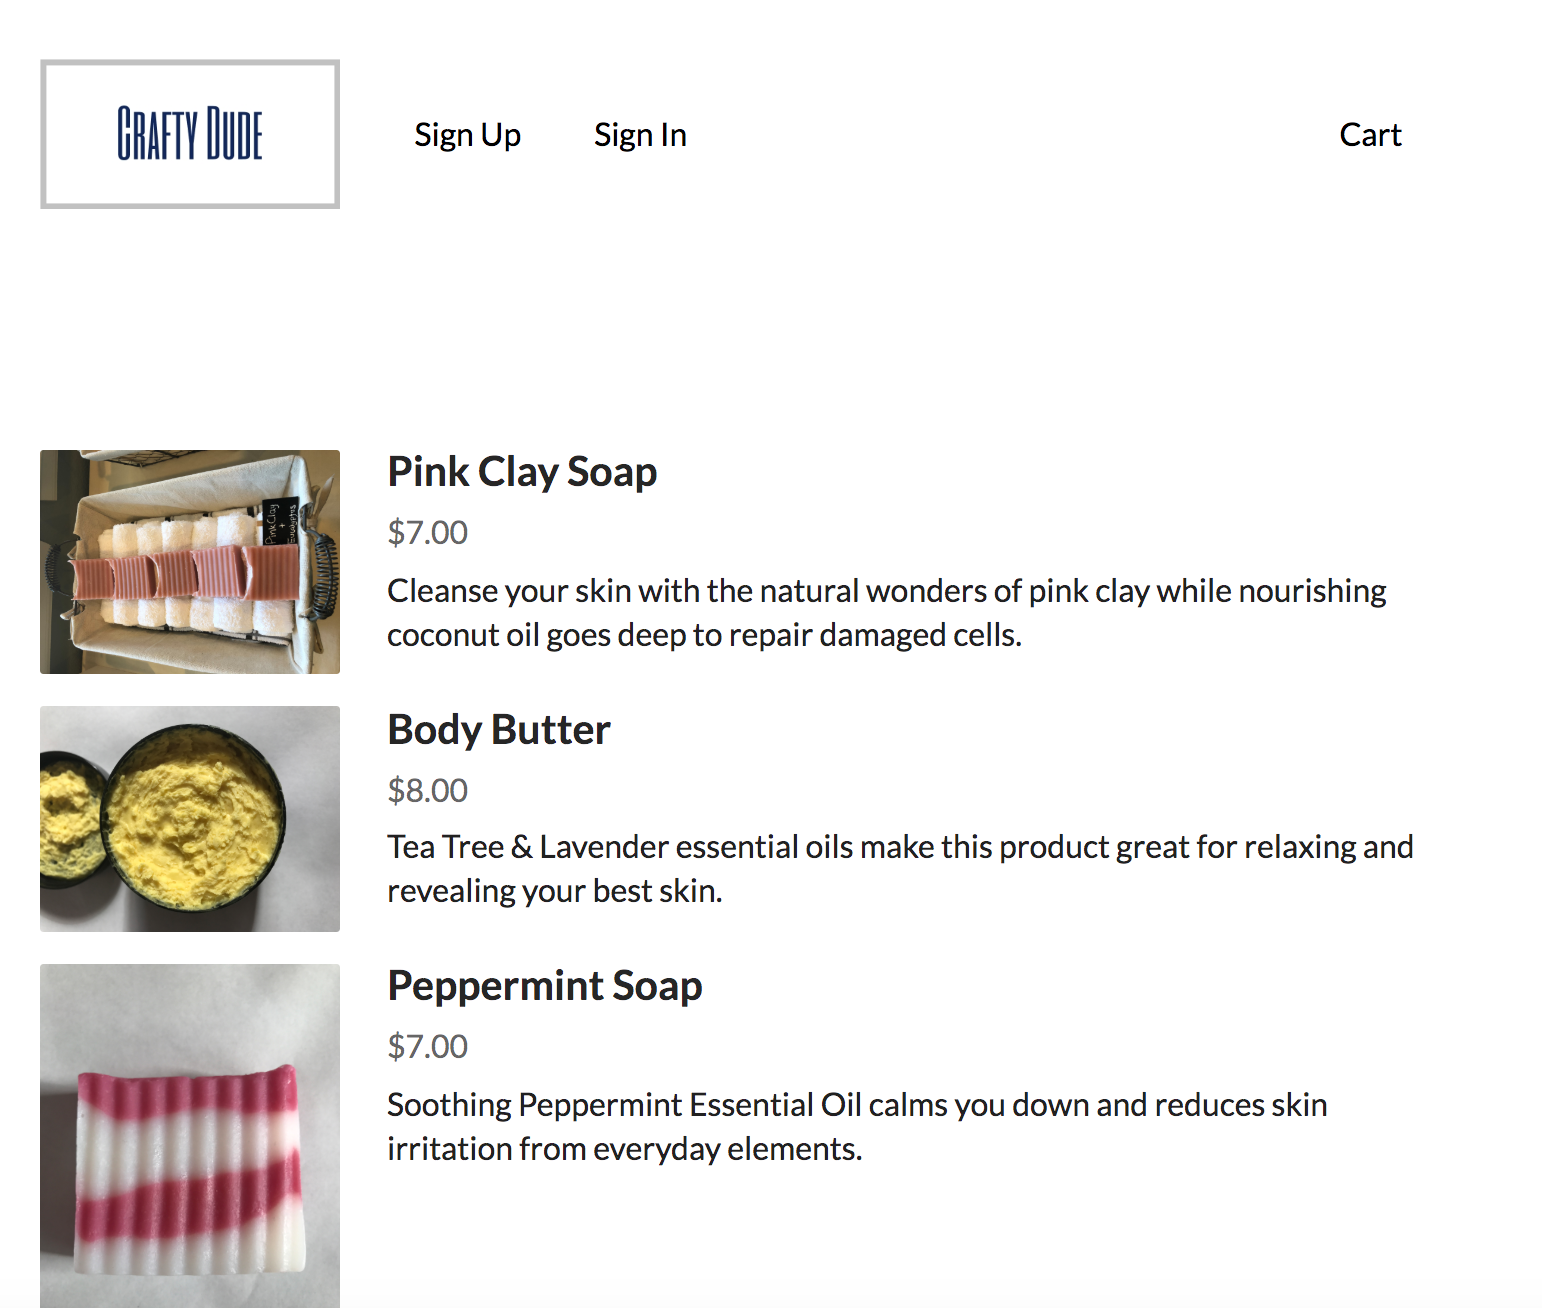 Crafty Dude
Sign Up
Sign In
Cart
Pink Clay
+
Eucalyptus
Pink Clay Soap
$7.00
Cleanse your skin with the natural wonders of pink clay while nourishing
coconut oil goes deep to repair damaged cells.
Body Butter
$8.00
Tea Tree & Lavender essential oils make this product great for relaxing and
revealing your best skin.
Peppermint Soap
$7.00
Soothing Peppermint Essential Oil calms you down and reduces skin
irritation from everyday elements.